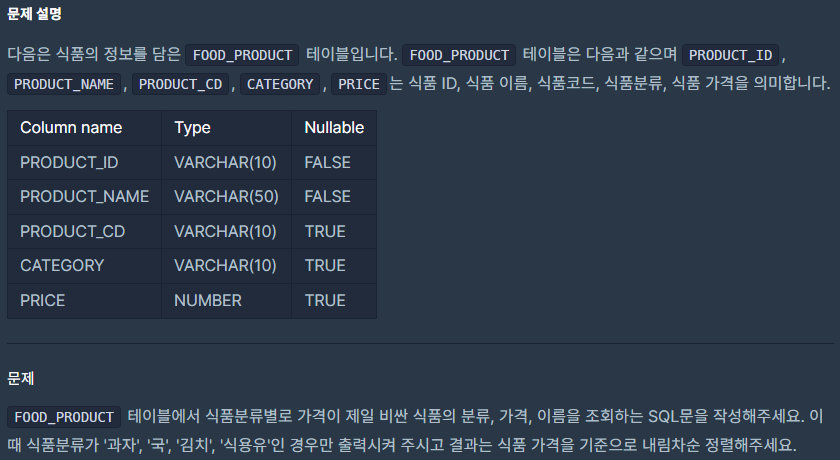 문제 설명
다음은 식품의 정보를 담은 FOOD_PRODUCT 테이블입니다. FOOD_PRODUCT 테이블은 다음과 같으며 PRODUCT_ID ,
PRODUCT_NAME , PRODUCT_CD , CATEGORY , PRICE 는 식품 ID, 식품 이름, 식품코드, 식품분류, 식품 가격을 의미합니다.
Column name Type Nullable
PRODUCT_ID VARCHAR(10) FALSE
PRODUCT_NAME VARCHAR(50) FALSE
PRODUCT_CD VARCHAR(10) TRUE
CATEGORY VARCHAR(10) TRUE
PRICE NUMBER TRUE
문제
FOOD_PRODUCT 테이블에서 식품분류별로 가격이 제일 비싼 식품의 분류, 가격, 이름을 조회하는 SQL문을 작성해주세요. 이
때 식품분류가 '과자', '국', '김치', '식용유'인 경우만 출력시켜 주시고 결과는 식품 가격을 기준으로 내림차순 정렬해주세요.